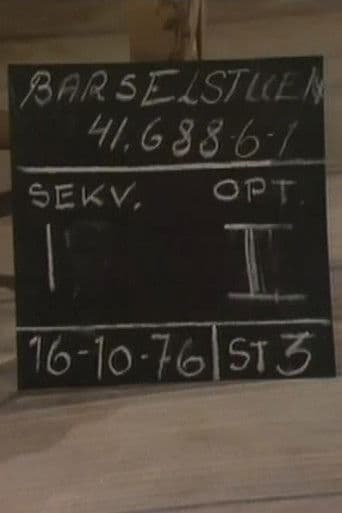 BARSELSTUEN
41.688-6-1
SEKV. OPT.
I II
16-10-76 ST 3